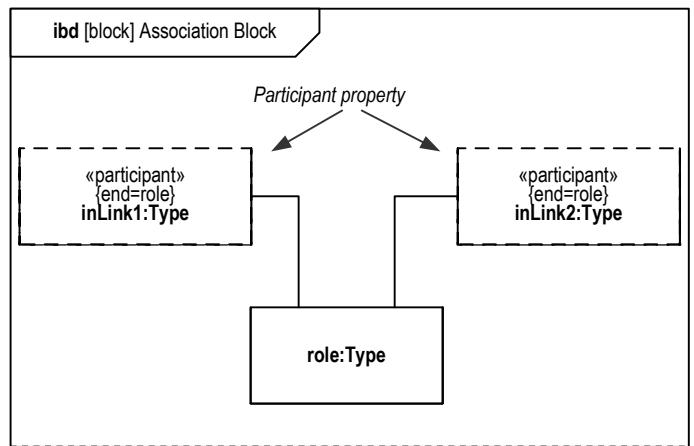 ibd [block] Association Block
Participant property
«participant»
{end=role}
inLink1:Type
«participant»
{end=role}
inLink2:Type
role:Type